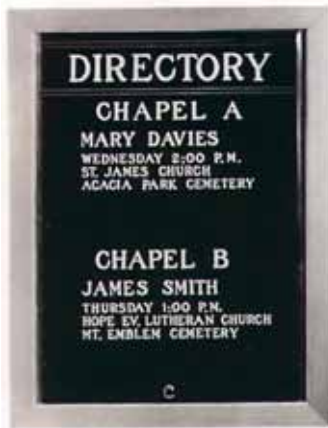 DIRECTORY
CHAPEL A
MARY DAVIES
WEDNESDAY 2:00 P.M.
ST. JAMES CHURCH
ACACIA PARK CEMETERY
CHAPEL B
JAMES SMITH
THURSDAY 1:00 P.M.
HOPE EV. LUTHERAN CHURCH
MT. EMBLEM CEMETERY
C